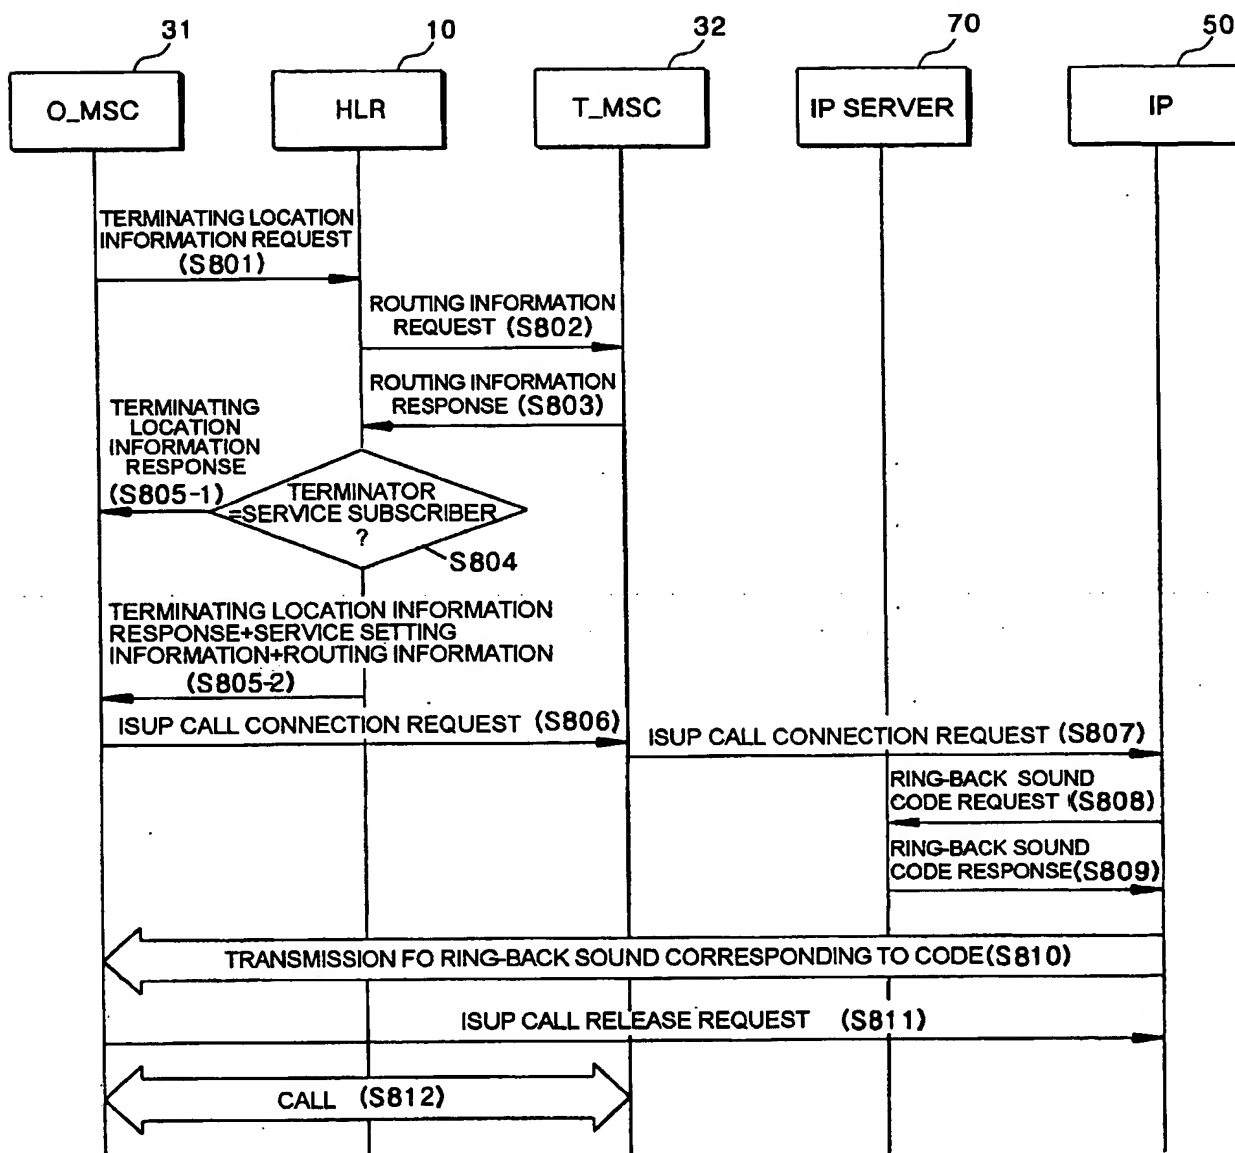 31
10
32
70
50
O_MSC
HLR
T_MSC
IP SERVER
IP
TERMINATING LOCATION
INFORMATION REQUEST
(S801)
ROUTING INFORMATION
REQUEST (S802)
ROUTING INFORMATION
RESPONSE (S803)
TERMINATING
LOCATION
INFORMATION
RESPONSE
(S805-1)
TERMINATOR
=SERVICE SUBSCRIBER
?
S804
TERMINATING LOCATION INFORMATION
RESPONSE+SERVICE SETTING
INFORMATION+ROUTING INFORMATION
(S805-2)
ISUP CALL CONNECTION REQUEST (S806)
ISUP CALL CONNECTION REQUEST (S807)
RING-BACK SOUND
CODE REQUEST (S808)
RING-BACK SOUND
CODE RESPONSE(S809)
TRANSMISSION FO RING-BACK SOUND CORRESPONDING TO CODE(S810)
ISUP CALL RELEASE REQUEST (S811)
CALL (S812)